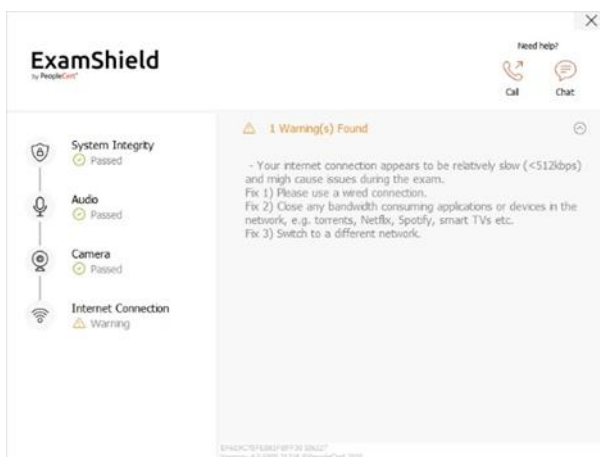 Need help?
ExamShield
by PeopleCert
Call
Chat
1 Warning(s) Found
System Integrity
Passed
Audio
Passed
Camera
Passed
Internet Connection
Warning
- Your internet connection appears to be relatively slow (<512kbps)
and migh cause issues during the exam.
Fix 1) Please use a wired connection.
Fix 2) Close any bandwidth consuming applications or devices in the
network, e.g. torrents, Netflix, Spotify, smart TVs etc.
Fix 3) Switch to a different network.